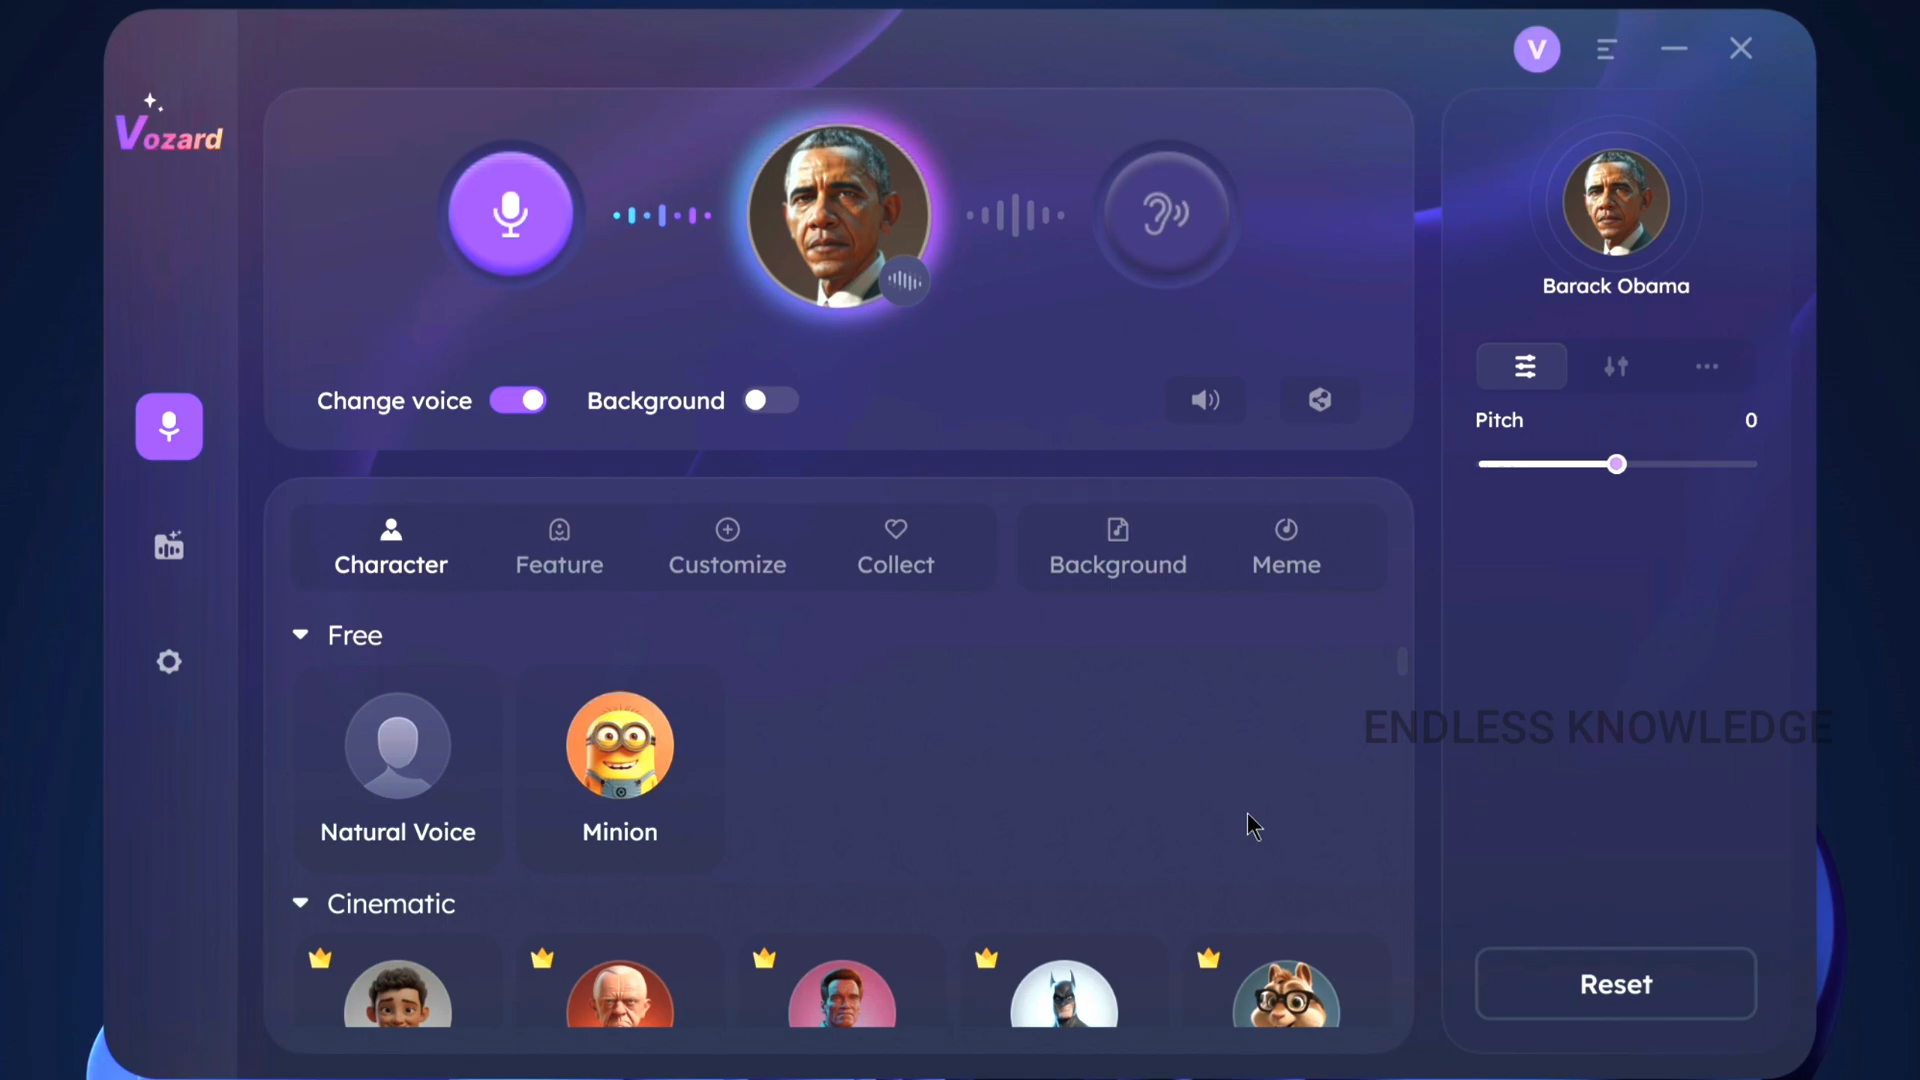 V
Vozard
Barack Obama
Change voice
Background
Pitch
0
Character
Feature
Customize
Collect
Background
Meme
Free
ENDLESS KNOWLEDGE
Natural Voice
Minion
Cinematic
Reset